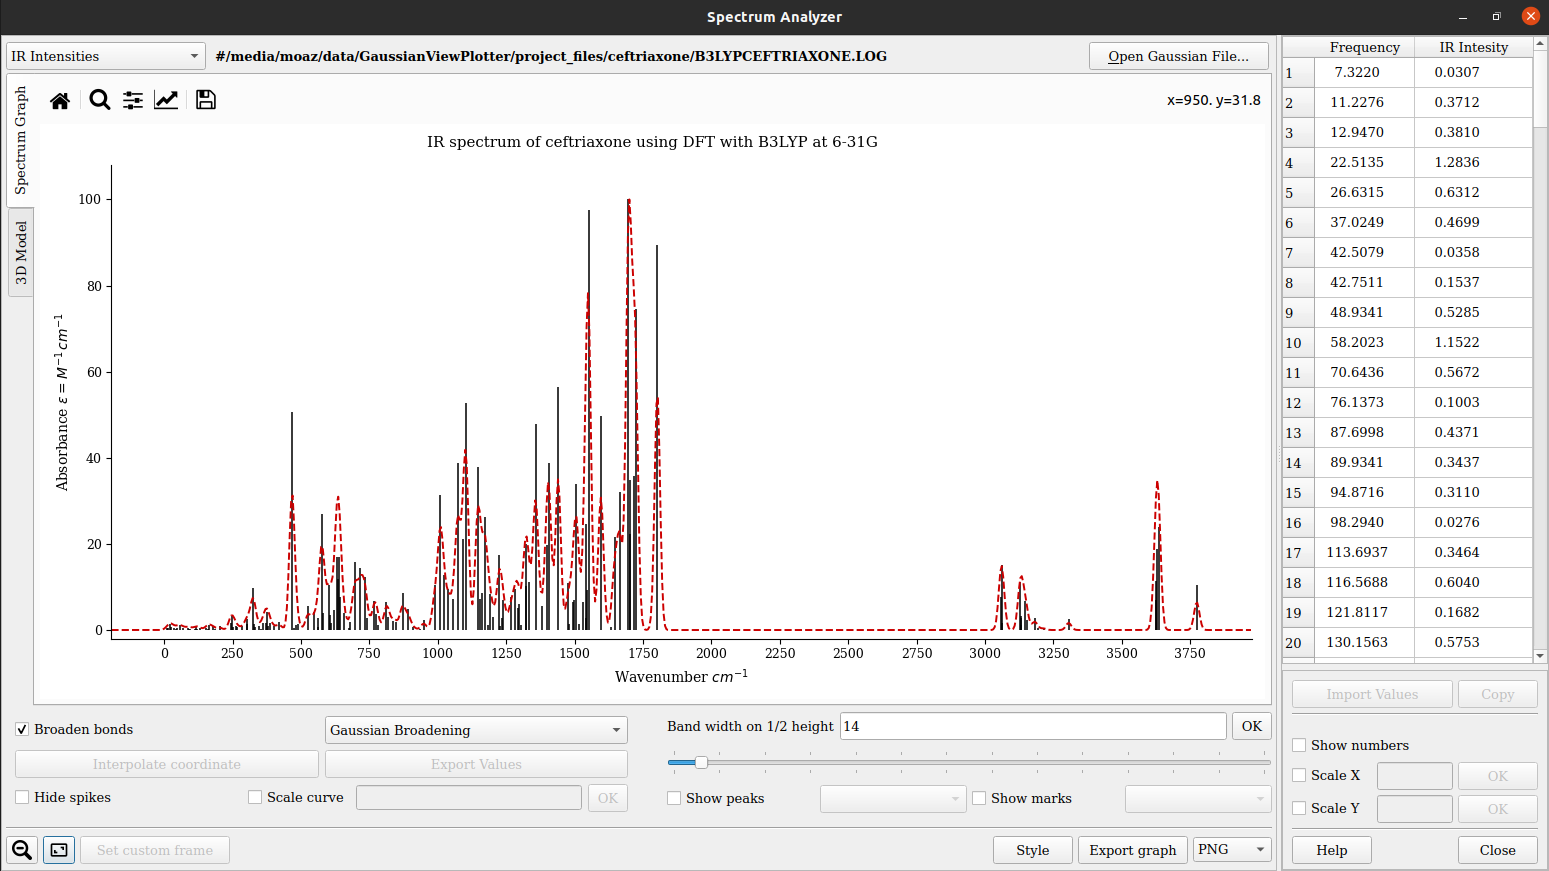 Spectrum Analyzer
IR Intensities
#/media/moaz/data/GaussianViewPlotter/project_files/ceftriaxone/B3LYPCEFTRIAXONE.LOG
Open Gaussian File...
Spectrum Graph
3D Model
x=950. y=31.8
IR spectrum of ceftriaxone using DFT with B3LYP at 6-31G
Absorbance ε = M⁻¹cm⁻¹
100
80
60
40
20
0
0 250 500 750 1000 1250 1500 1750 2000 2250 2500 2750 3000 3250 3500 3750
Wavenumber cm⁻¹
Frequency IR Intesity
1 7.3220 0.0307
2 11.2276 0.3712
3 12.9470 0.3810
4 22.5135 1.2836
5 26.6315 0.6312
6 37.0249 0.4699
7 42.5079 0.0358
8 42.7511 0.1537
9 48.9341 0.5285
10 58.2023 1.1522
11 70.6436 0.5672
12 76.1373 0.1003
13 87.6998 0.4371
14 89.9341 0.3437
15 94.8716 0.3110
16 98.2940 0.0276
17 113.6937 0.3464
18 116.5688 0.6040
19 121.8117 0.1682
20 130.1563 0.5753
Broaden bonds
Gaussian Broadening
Band width on 1/2 height 14 OK
Interpolate coordinate
Export Values
Hide spikes
Scale curve
OK
Show peaks
Show marks
Set custom frame
Style
Export graph
PNG
Import Values
Copy
Show numbers
Scale X OK
Scale Y OK
Help
Close